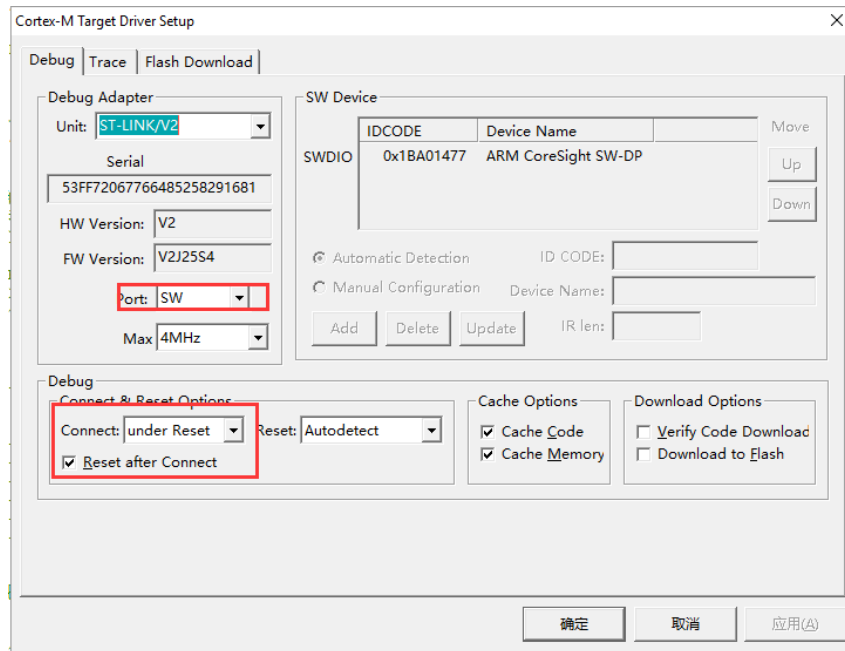 Cortex-M Target Driver Setup
Debug Trace Flash Download
Debug Adapter
Unit: ST-LINK/V2
Serial
53FF72067766485258291681
HW Version: V2
FW Version: V2J25S4
Port: SW
Max 4MHz
SW Device
IDCODE Device Name Move
SWDIO 0x1BA01477 ARM CoreSight SW-DP
Up
Down
Automatic Detection ID CODE:
Manual Configuration Device Name:
Add Delete Update IR len:
Debug
Connect & Reset Options
Connect: under Reset Reset: Autodetect
Reset after Connect
Cache Options
Cache Code
Cache Memory
Download Options
Verify Code Download
Download to Flash
确定 取消 应用(A)